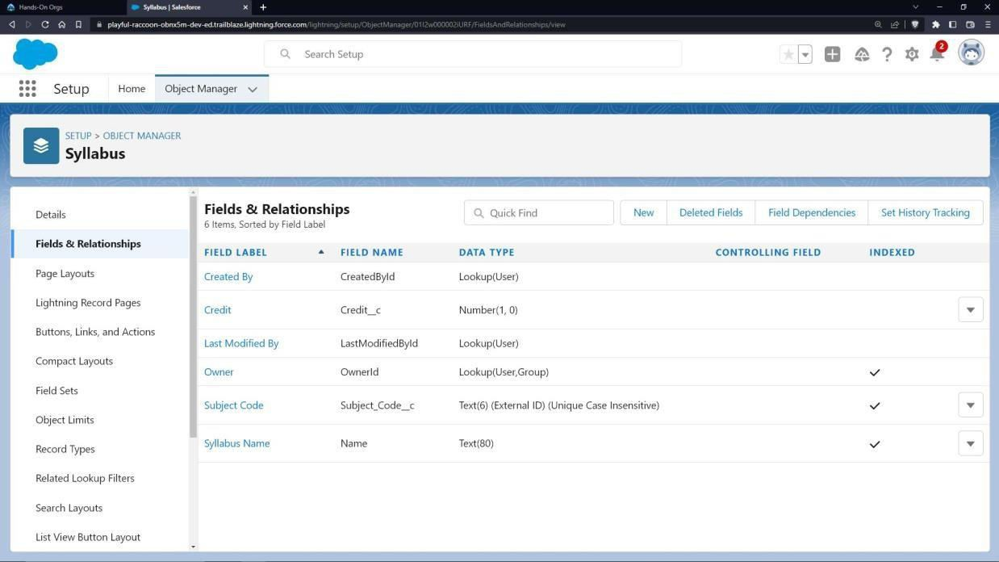 Hands-On Orgs
Syllabus | Salesforce
playful-raccoon-obnx5m-dev-ed.trailblaze.lightning.force.com/lightning/setup/ObjectManager/01I2w000002iURF/FieldsAndRelationships/view
Search Setup
2
Setup
Home
Object Manager
SETUP > OBJECT MANAGER
Syllabus
Details
Fields & Relationships
Page Layouts
Lightning Record Pages
Buttons, Links, and Actions
Compact Layouts
Field Sets
Object Limits
Record Types
Related Lookup Filters
Search Layouts
List View Button Layout
Fields & Relationships
6 Items, Sorted by Field Label
Quick Find
New
Deleted Fields
Field Dependencies
Set History Tracking
FIELD LABEL FIELD NAME DATA TYPE CONTROLLING FIELD INDEXED
Created By CreatedById Lookup(User)
Credit Credit__c Number(1, 0)
Last Modified By LastModifiedById Lookup(User)
Owner OwnerId Lookup(User,Group)
Subject Code Subject_Code__c Text(6) (External ID) (Unique Case Insensitive)
Syllabus Name Name Text(80)